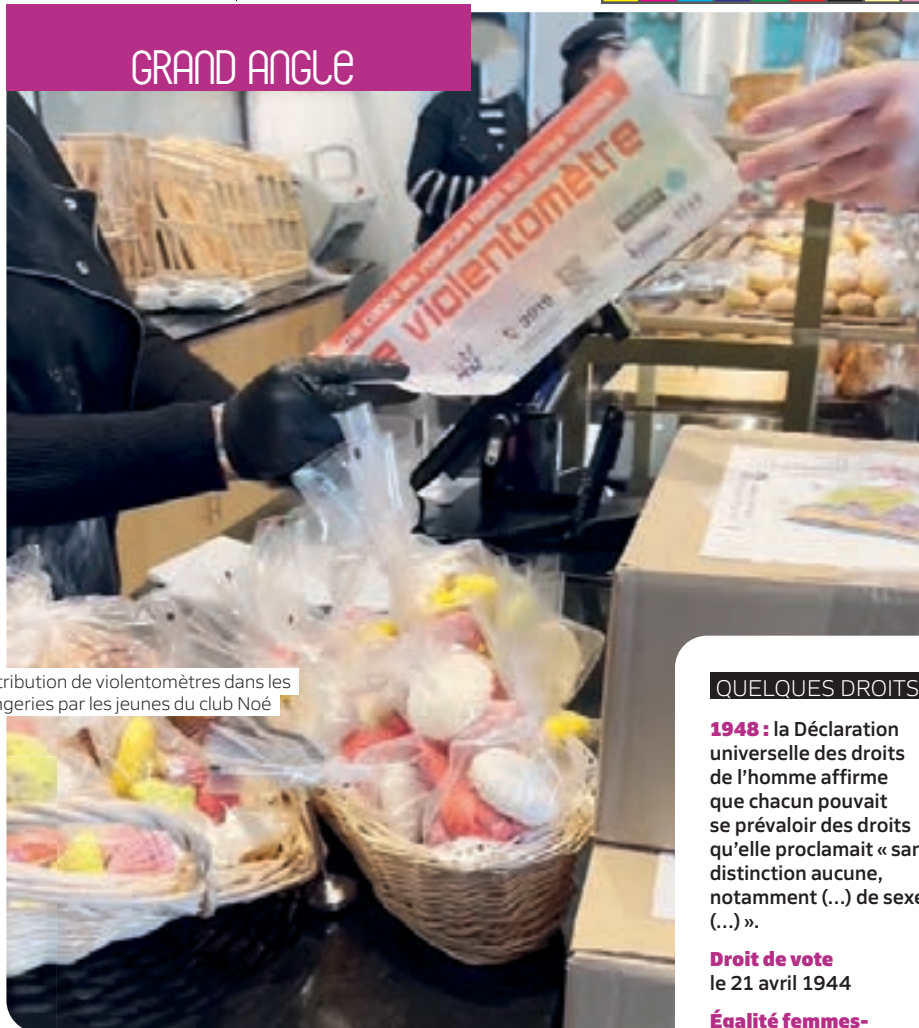 GRAND ANGLE
violentomètre
3919
tribution de violentomètres dans les
ngeries par les jeunes du club Noé
QUELQUES DROITS
1948 : la Déclaration
universelle des droits
de l’homme affirme
que chacun pouvait
se prévaloir des droits
qu’elle proclamait « san
distinction aucune,
notamment (…) de sexe
(…) ».
Droit de vote
le 21 avril 1944
Égalité femmes-